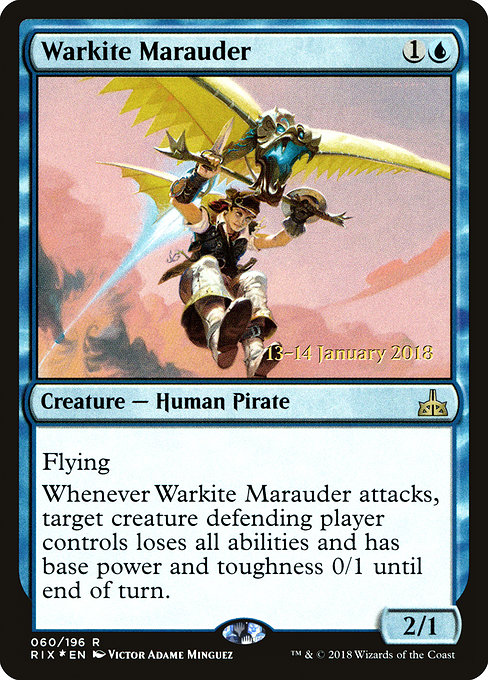 Warkite Marauder 1
13-14 January 2018
Creature — Human Pirate
Flying
Whenever Warkite Marauder attacks,
target creature defending player
controls loses all abilities and has
base power and toughness 0/1 until
end of turn.
2/1
060/196 R
RIX ★ EN Victor Adame Minguez
™ & © 2018 Wizards of the Coast